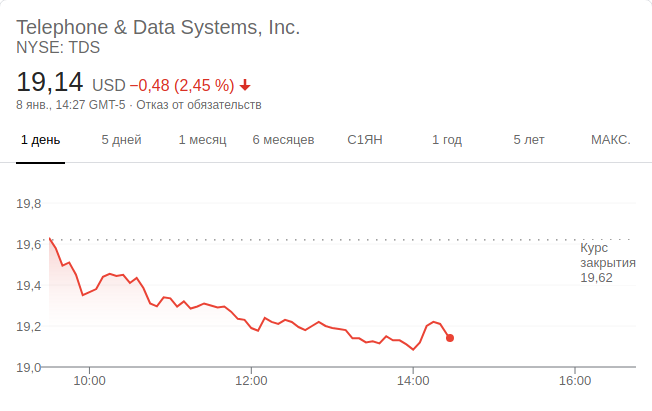 Telephone & Data Systems, Inc.
NYSE: TDS
19,14 USD −0,48 (2,45 %)
8 янв., 14:27 GMT-5 · Отказ от обязательств
1 день 5 дней 1 месяц 6 месяцев С1ЯН 1 год 5 лет МАКС.
19,8
19,6
Курс
закрытия
19,62
19,4
19,2
19,0
10:00 12:00 14:00 16:00